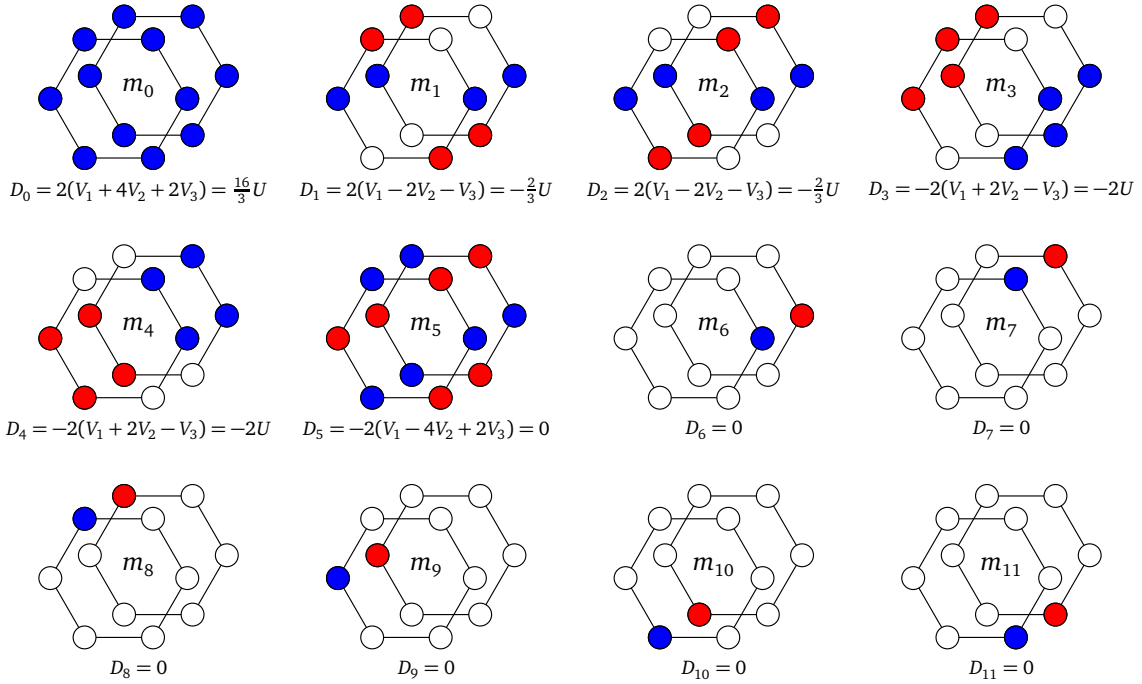 m₀ m₁ m₂ m₃
D₀ = 2(V₁ + 4V₂ + 2V₃) = 16/3 U D₁ = 2(V₁ − 2V₂ − V₃) = −2/3 U D₂ = 2(V₁ − 2V₂ − V₃) = −2/3 U D₃ = −2(V₁ + 2V₂ − V₃) = −2U
m₄ m₅ m₆ m₇
D₄ = −2(V₁ + 2V₂ − V₃) = −2U D₅ = −2(V₁ − 4V₂ + 2V₃) = 0 D₆ = 0 D₇ = 0
m₈ m₉ m₁₀ m₁₁
D₈ = 0 D₉ = 0 D₁₀ = 0 D₁₁ = 0